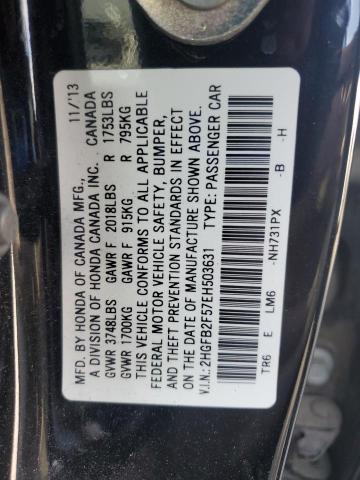 MFD.BY HONDA OF CANADA MFG., 11/'13
A DIVISION OF HONDA CANADA INC.. CANADA
GVWR 3748LBS GAWR F 2018LBS R 1753LBS
GVWR 1700KG GAWR F 915KG R 795KG
THIS VEHICLE CONFORMS TO ALL APPLICABLE
FEDERAL MOTOR VEHICLE SAFETY, BUMPER,
AND THEFT PREVENTION STANDARDS IN EFFECT
ON THE DATE OF MANUFACTURE SHOWN ABOVE.
V.I.N.: 2HGFB2F57EH503631 TYPE: PASSENGER CAR
TR6 E LM6 -NH731PX -B -H